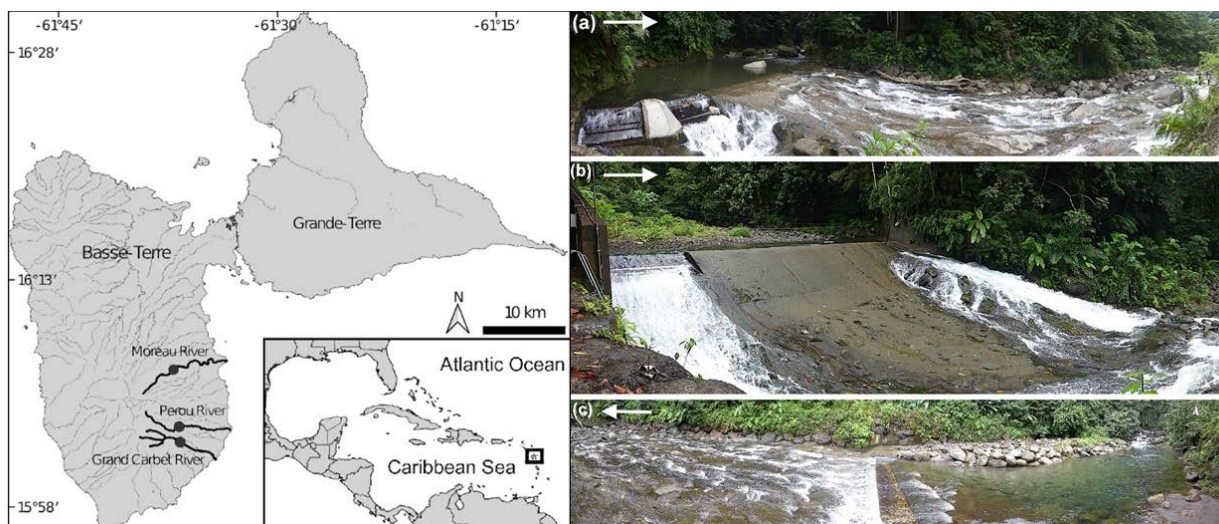 -61°45'
-61°30'
-61°15'
16°28'
Grande-Terre
Basse-Terre
16°13'
N
10 km
Moreau River
Perou River
Grand Carbet River
15°58'
Atlantic Ocean
Caribbean Sea
(a)
(b)
(c)